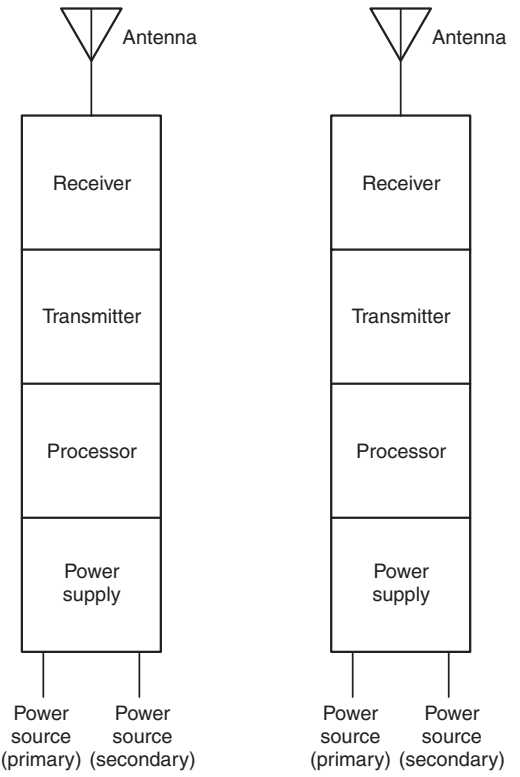 Antenna
Receiver
Transmitter
Processor
Power
supply
Power
source
(primary)
Power
source
(secondary)
Antenna
Receiver
Transmitter
Processor
Power
supply
Power
source
(primary)
Power
source
(secondary)